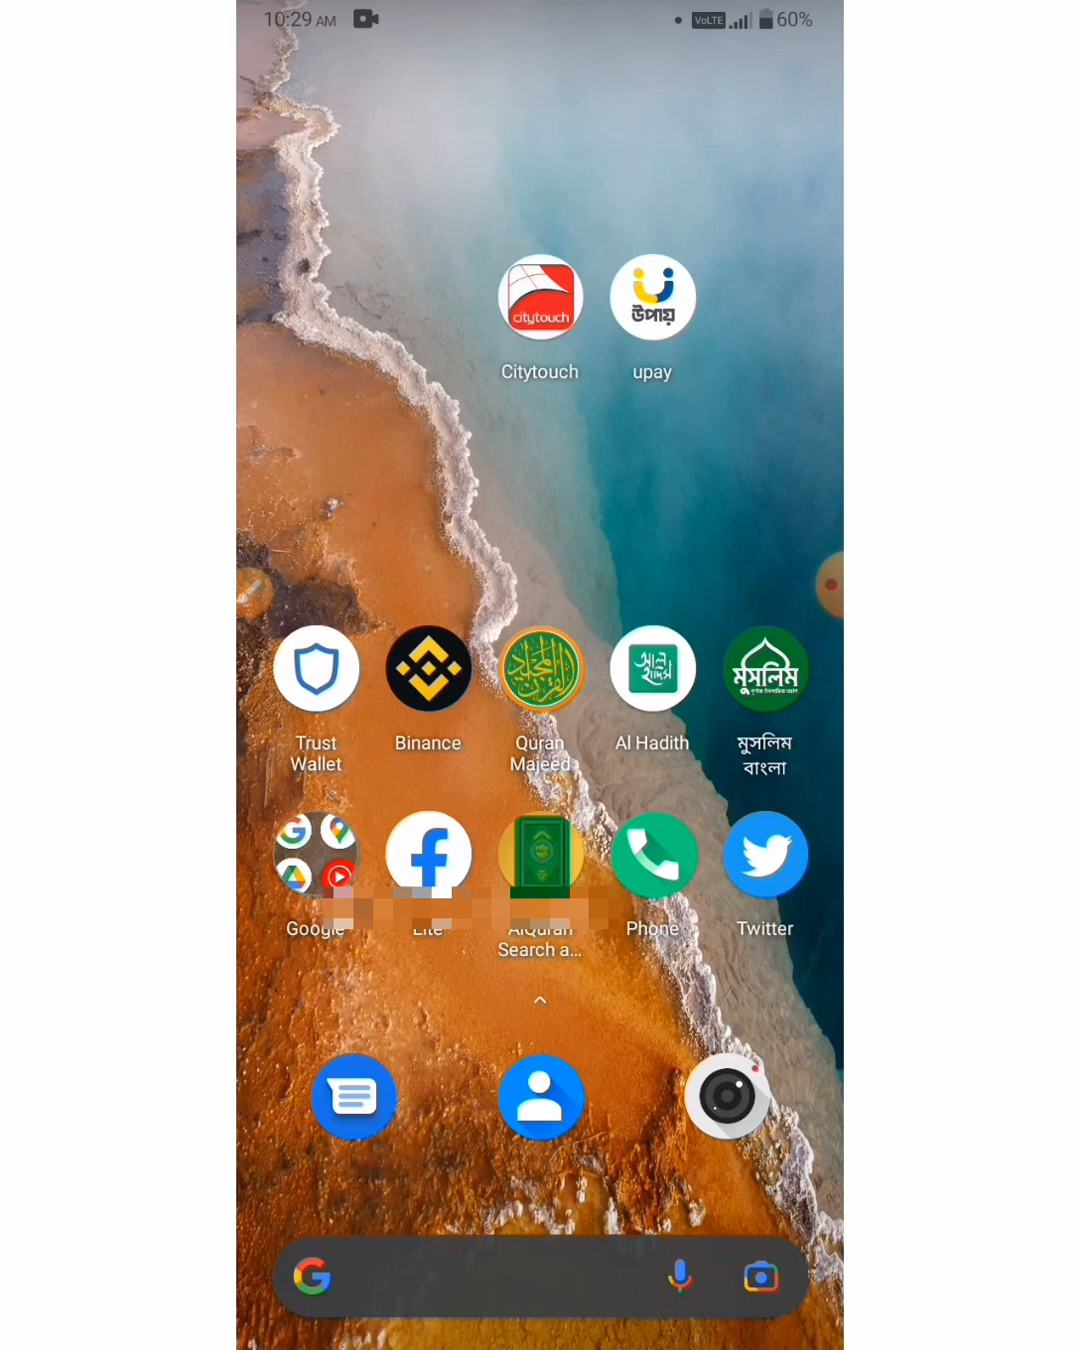 10:29 AM
VoLTE
60%
citytouch
উপায়
Citytouch
upay
আল
হাদিস
মুসলিম
Trust
Wallet
Binance
Quran
Majeed
Al Hadith
মুসলিম
বাংলা
Google
Lite
AlQuran
Search a...
Phone
Twitter